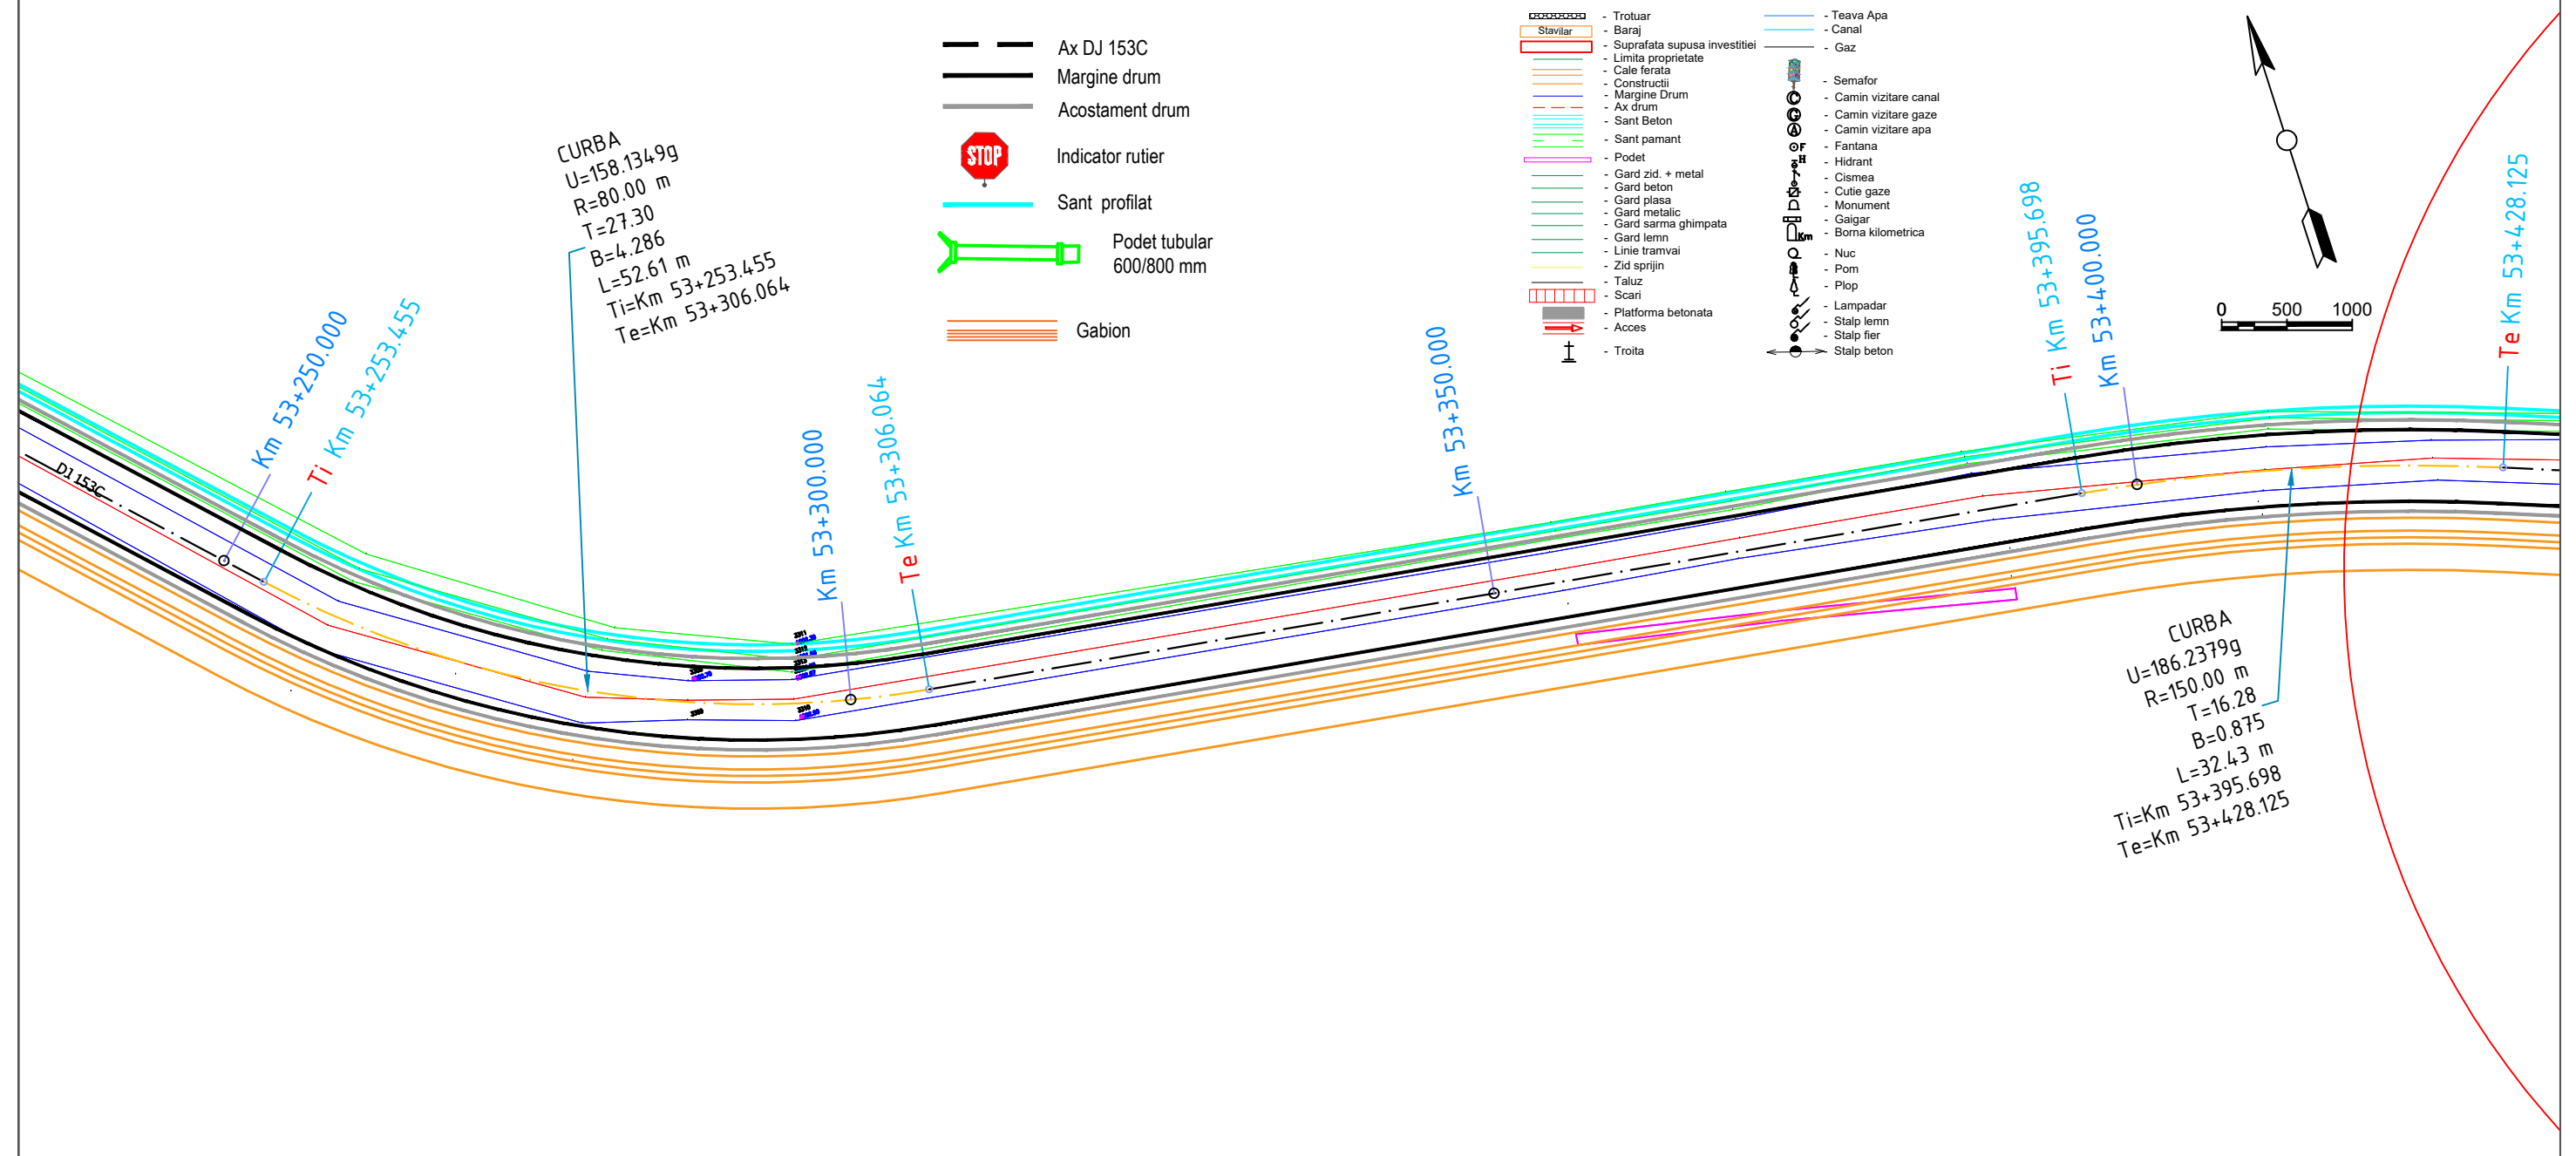 Ax DJ 153C
Margine drum
Acostament drum
STOP
Indicator rutier
Sant profilat
Podet tubular
600/800 mm
Gabion
- Trotuar
Stavilar
- Baraj
- Suprafata supusa investitiei
- Limita proprietate
- Cale ferata
- Constructii
- Margine Drum
- Ax drum
- Sant Beton
- Sant pamant
- Podet
- Gard zid. + metal
- Gard beton
- Gard plasa
- Gard metalic
- Gard sarma ghimpata
- Gard lemn
- Linie tramvai
- Zid sprijin
- Taluz
- Scari
- Platforma betonata
- Acces
- Troita
- Teava Apa
- Canal
- Gaz
- Semafor
C
- Camin vizitare canal
G
- Camin vizitare gaze
A
- Camin vizitare apa
F
- Fantana
H
- Hidrant
- Cismea
- Cutie gaze
- Monument
- Gaigar
Km
- Borna kilometrica
- Nuc
- Pom
- Plop
- Lampadar
- Stalp lemn
- Stalp fier
- Stalp beton
0 500 1000
CURBA
U=158.1349g
R=80.00 m
T=27.30
B=4.286
L=52.61 m
Ti=Km 53+253.455
Te=Km 53+306.064
DJ 153C
Km 53+250.000
Ti Km 53+253.455
Km 53+300.000
Te Km 53+306.064
Km 53+350.000
Ti Km 53+395.698
Km 53+400.000
Te Km 53+428.125
CURBA
U=186.2379g
R=150.00 m
T=16.28
B=0.875
L=32.43 m
Ti=Km 53+395.698
Te=Km 53+428.125